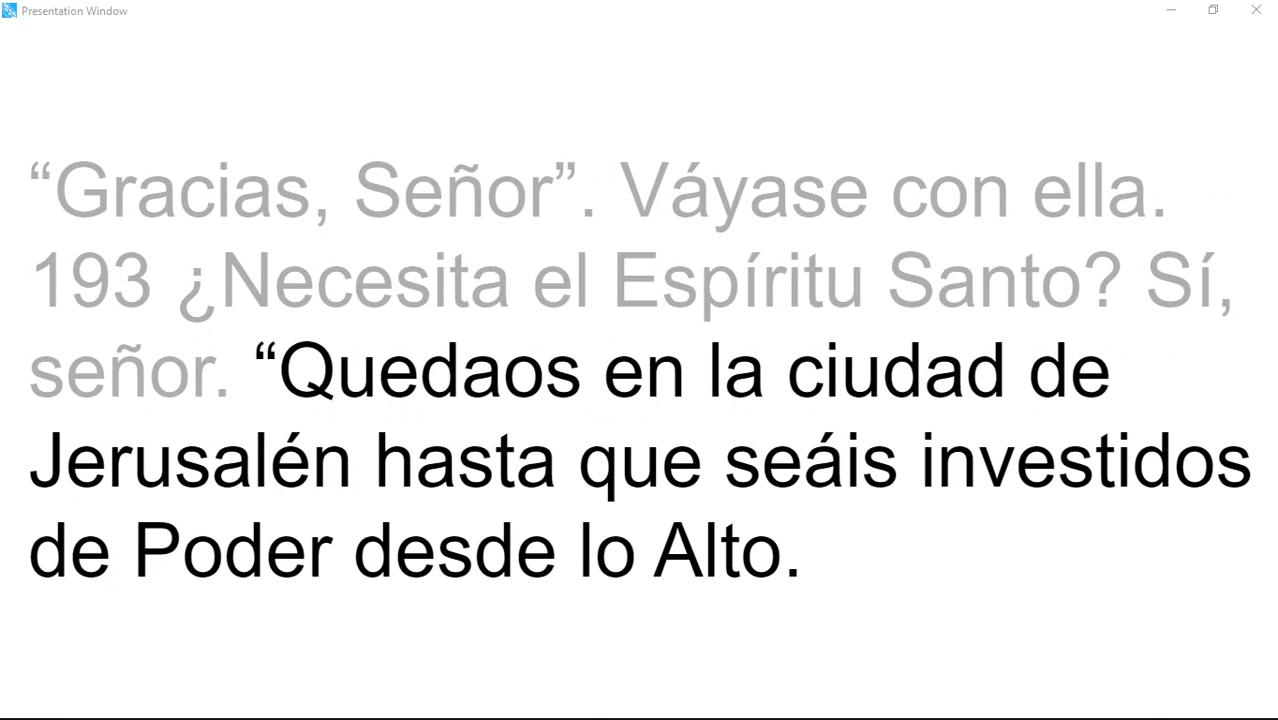 Presentation Window
“Gracias, Señor”. Váyase con ella.
193 ¿Necesita el Espíritu Santo? Sí,
señor. “Quedaos en la ciudad de
Jerusalén hasta que seáis investidos
de Poder desde lo Alto.